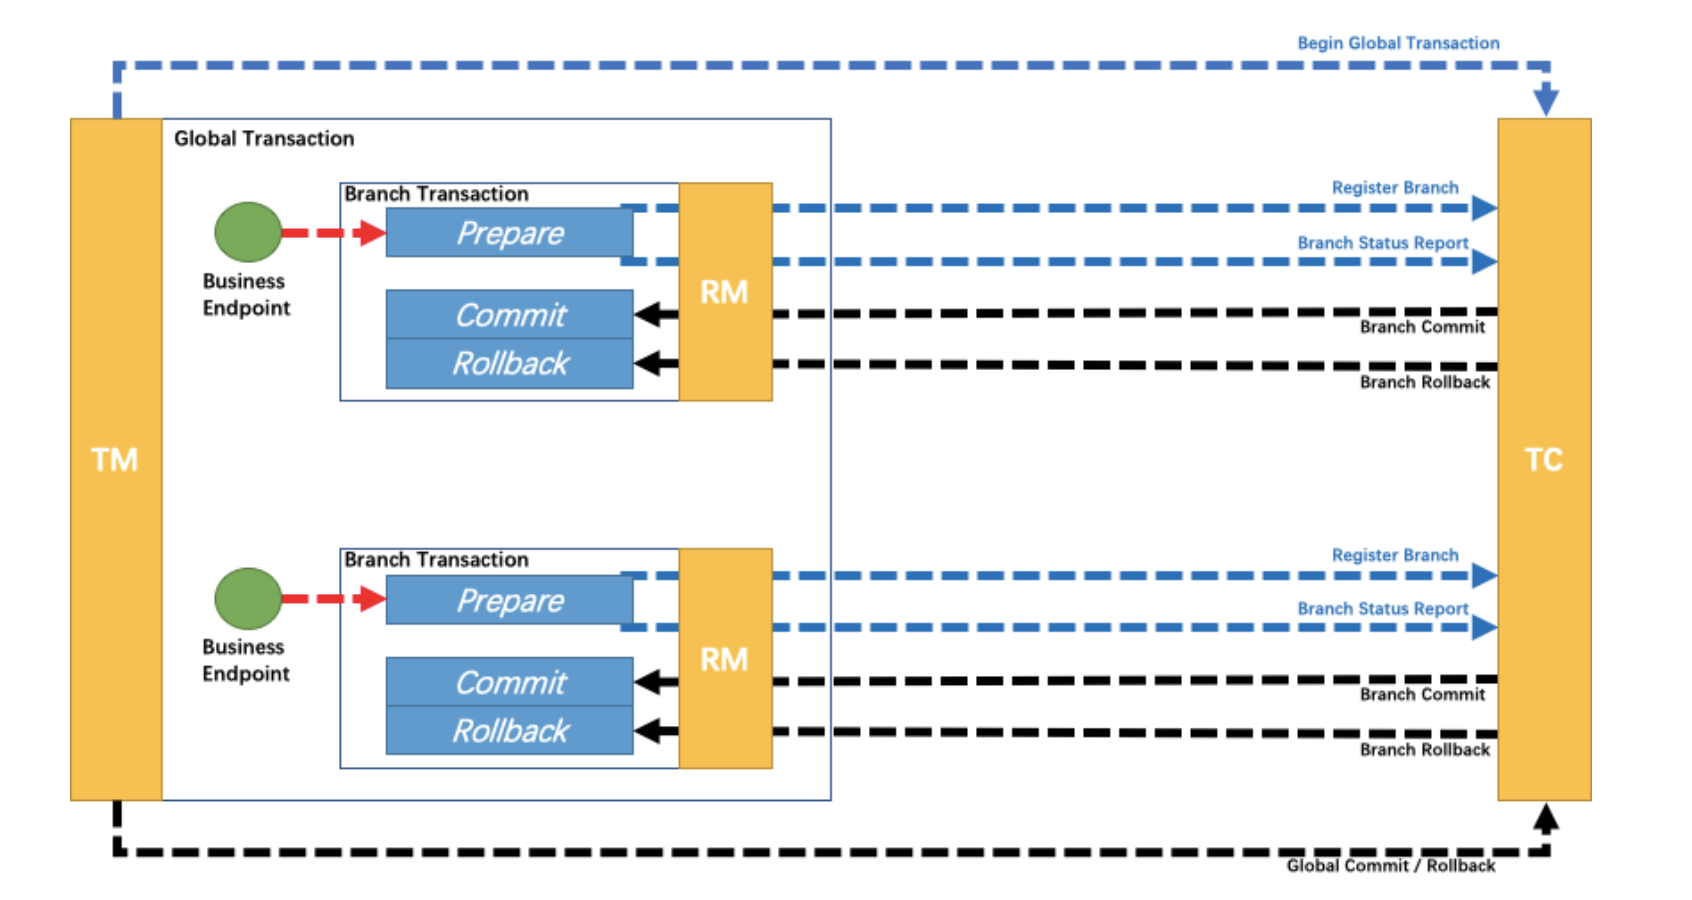 Begin Global Transaction
Global Transaction
Branch Transaction
Register Branch
Prepare
Branch Status Report
Business
Endpoint
RM
Commit
Branch Commit
Rollback
Branch Rollback
TM
TC
Branch Transaction
Register Branch
Prepare
Branch Status Report
Business
Endpoint
RM
Commit
Branch Commit
Rollback
Branch Rollback
Global Commit / Rollback